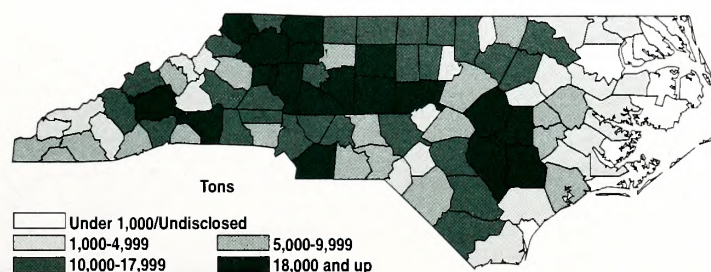 Tons
Under 1,000/Undisclosed
1,000-4,999
5,000-9,999
10,000-17,999
18,000 and up